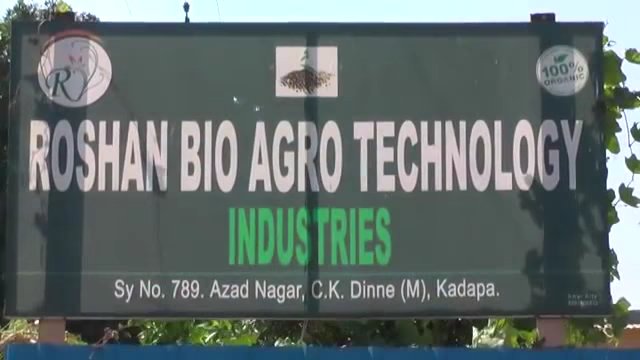 R
100%
ORGANIC
ROSHAN BIO AGRO TECHNOLOGY
INDUSTRIES
Sy No. 789. Azad Nagar, C.K. Dinne (M), Kadapa.